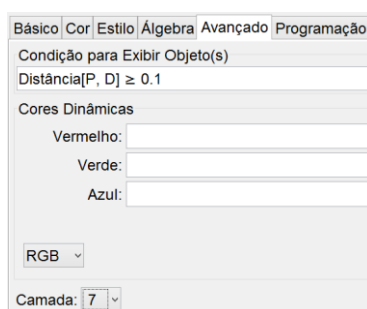 Básico Cor Estilo Álgebra Avançado Programação
Condição para Exibir Objeto(s)
Distância[P, D] ≥ 0.1
Cores Dinâmicas
Vermelho:
Verde:
Azul:
RGB
Camada: 7